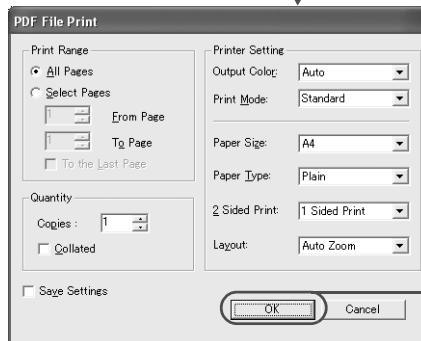 PDF File Print
Print Range
All Pages
Select Pages
1 From Page
1 To Page
To the Last Page
Quantity
Copies : 1
Collated
Save Settings
Printer Setting
Output Color: Auto
Print Mode: Standard
Paper Size: A4
Paper Type: Plain
2 Sided Print: 1 Sided Print
Layout: Auto Zoom
OK Cancel